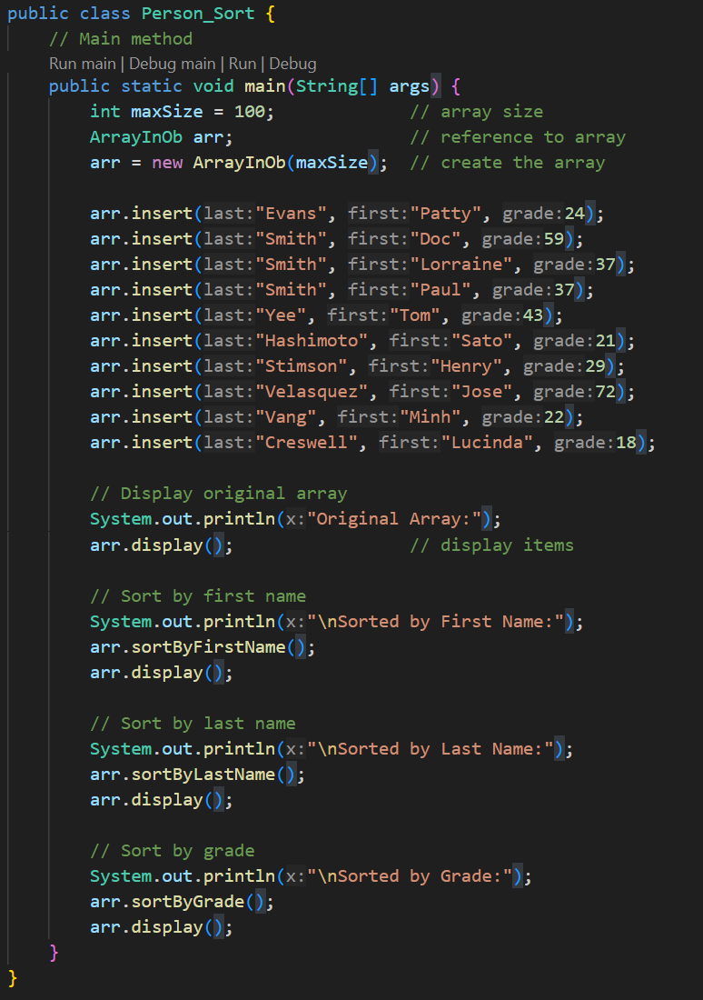 public class Person_Sort {
// Main method
Run main | Debug main | Run | Debug
public static void main(String[] args) {
int maxSize = 100; // array size
ArrayInOb arr; // reference to array
arr = new ArrayInOb(maxSize); // create the array
arr.insert(last:"Evans", first:"Patty", grade:24);
arr.insert(last:"Smith", first:"Doc", grade:59);
arr.insert(last:"Smith", first:"Lorraine", grade:37);
arr.insert(last:"Smith", first:"Paul", grade:37);
arr.insert(last:"Yee", first:"Tom", grade:43);
arr.insert(last:"Hashimoto", first:"Sato", grade:21);
arr.insert(last:"Stimson", first:"Henry", grade:29);
arr.insert(last:"Velasquez", first:"Jose", grade:72);
arr.insert(last:"Vang", first:"Minh", grade:22);
arr.insert(last:"Creswell", first:"Lucinda", grade:18);
// Display original array
System.out.println(x:"Original Array:");
arr.display(); // display items
// Sort by first name
System.out.println(x:"\nSorted by First Name:");
arr.sortByFirstName();
arr.display();
// Sort by last name
System.out.println(x:"\nSorted by Last Name:");
arr.sortByLastName();
arr.display();
// Sort by grade
System.out.println(x:"\nSorted by Grade:");
arr.sortByGrade();
arr.display();
}
}